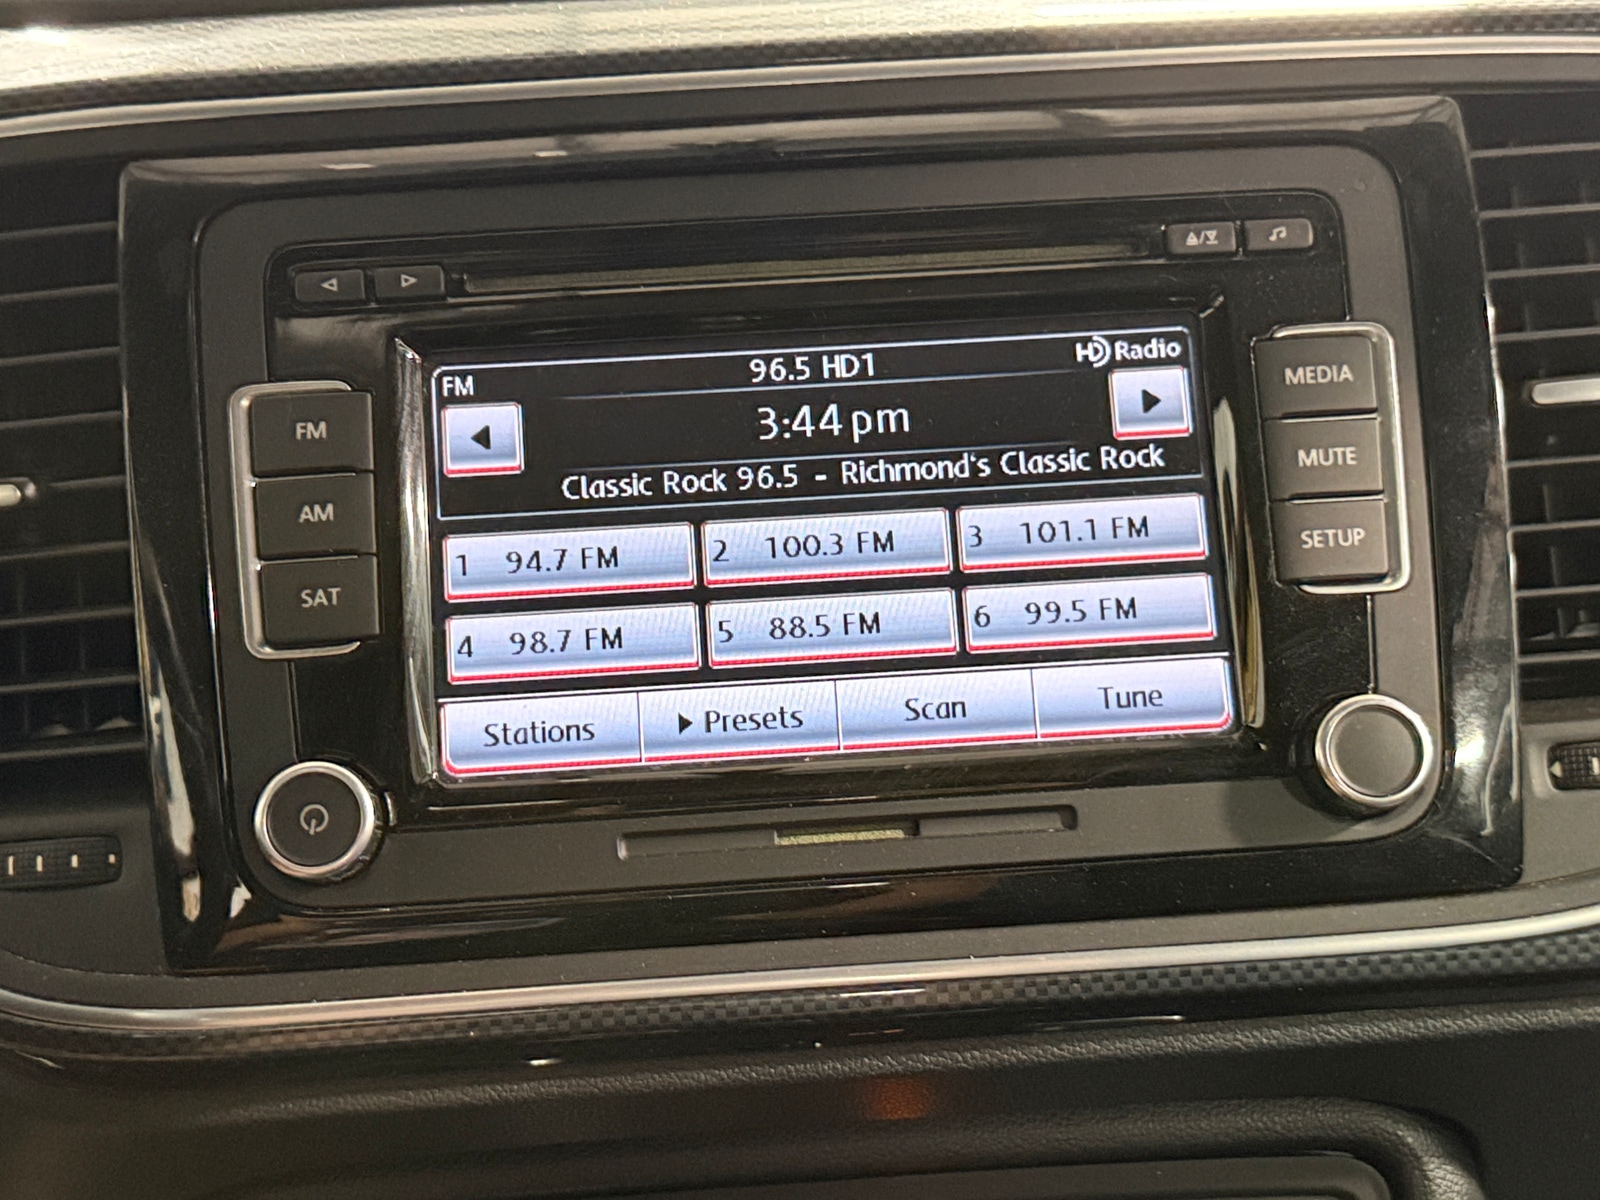 96.5 HD1
HD Radio
FM
3:44 pm
Classic Rock 96.5 - Richmond's Classic Rock
1 94.7 FM
2 100.3 FM
3 101.1 FM
4 98.7 FM
5 88.5 FM
6 99.5 FM
Stations
Presets
Scan
Tune
FM
AM
SAT
MEDIA
MUTE
SETUP